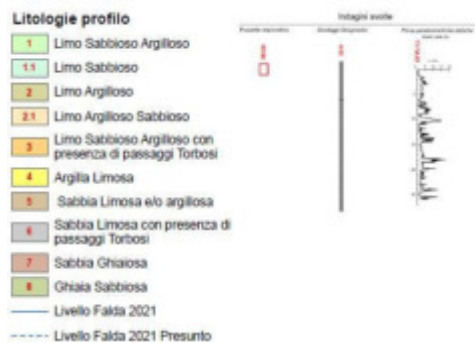 Litologie profilo
1 Limo Sabbioso Argilloso
1.1 Limo Sabbioso
2 Limo Argilloso
2.1 Limo Argilloso Sabbioso
3 Limo Sabbioso Argilloso con
presenza di passaggi Torbosi
4 Argilla Limosa
5 Sabbia Limosa e/o argillosa
6 Sabbia Limosa con presenza di
passaggi Torbosi
7 Sabbia Ghiaiosa
8 Ghiaia Sabbiosa
Livello Falda 2021
Livello Falda 2021 Presunto
Indagini svolte